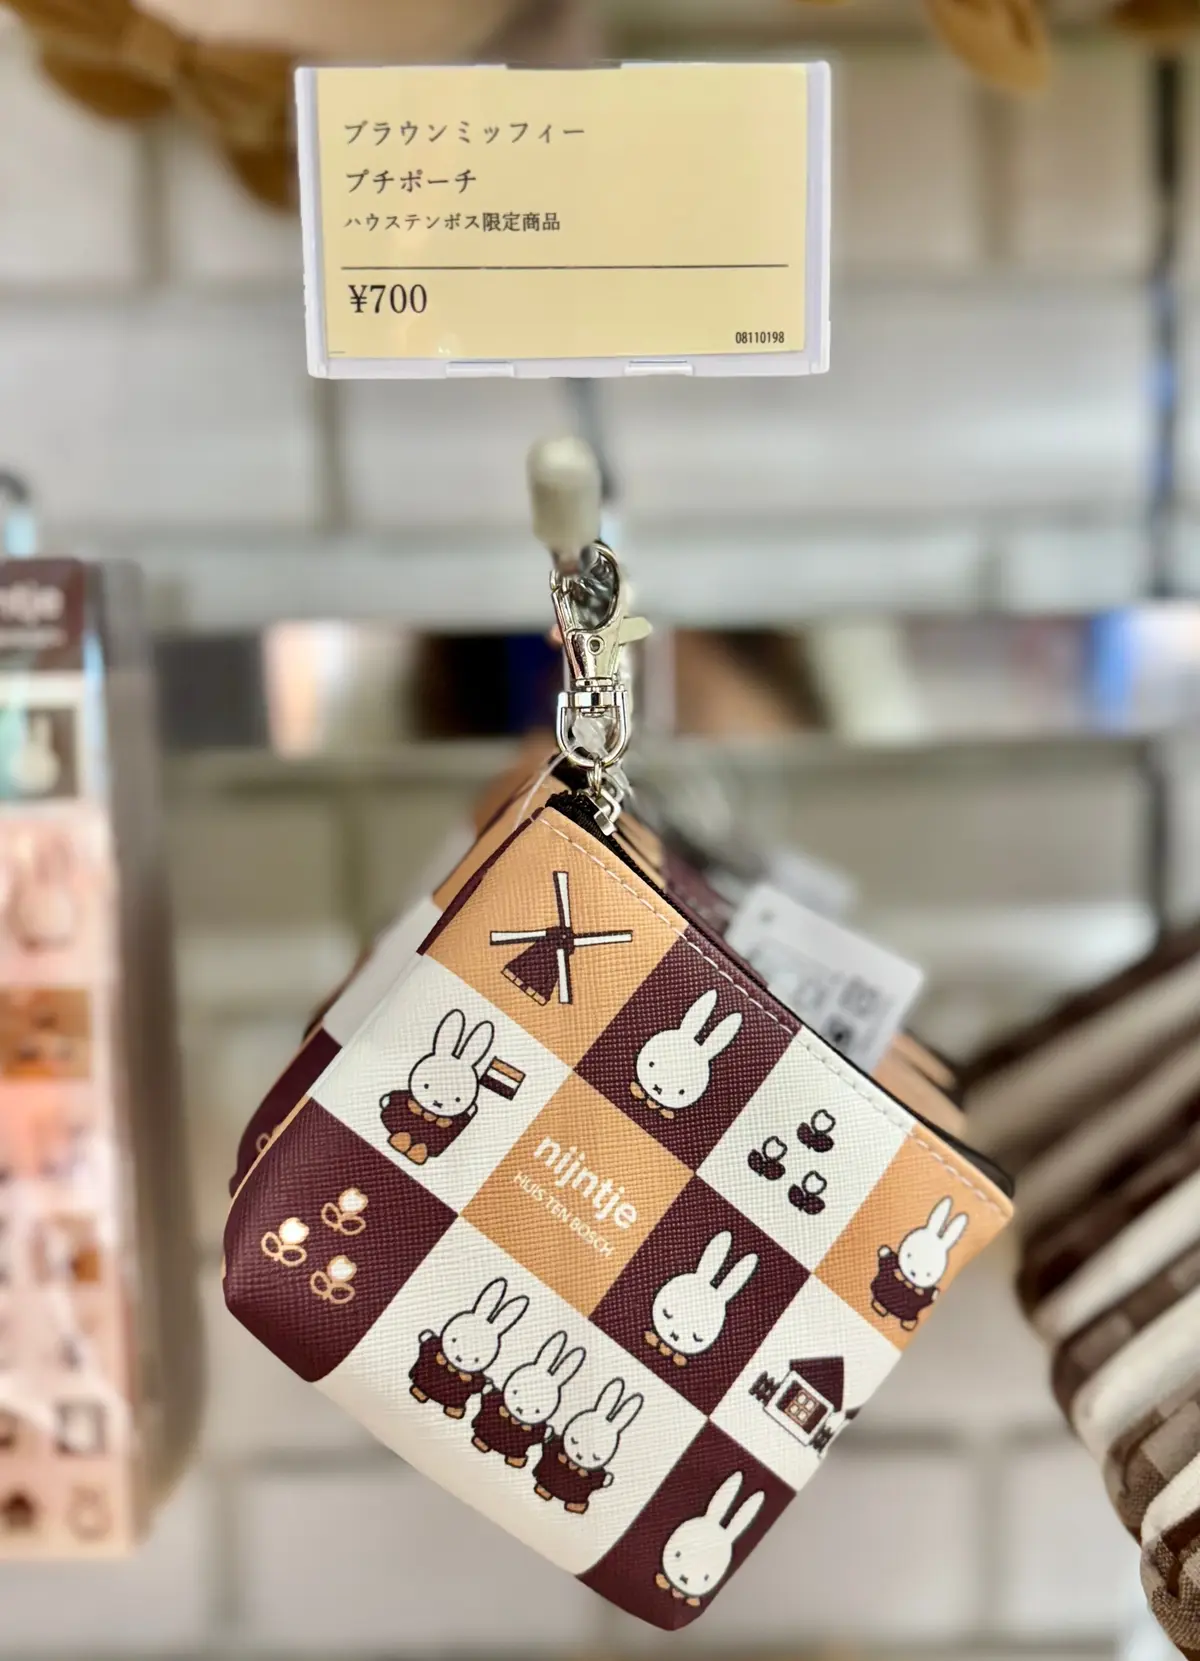 ブラウンミッフィー
プチポーチ
ハウステンボス限定商品
¥700
08110198
nijntje
HUIS TEN BOSCH